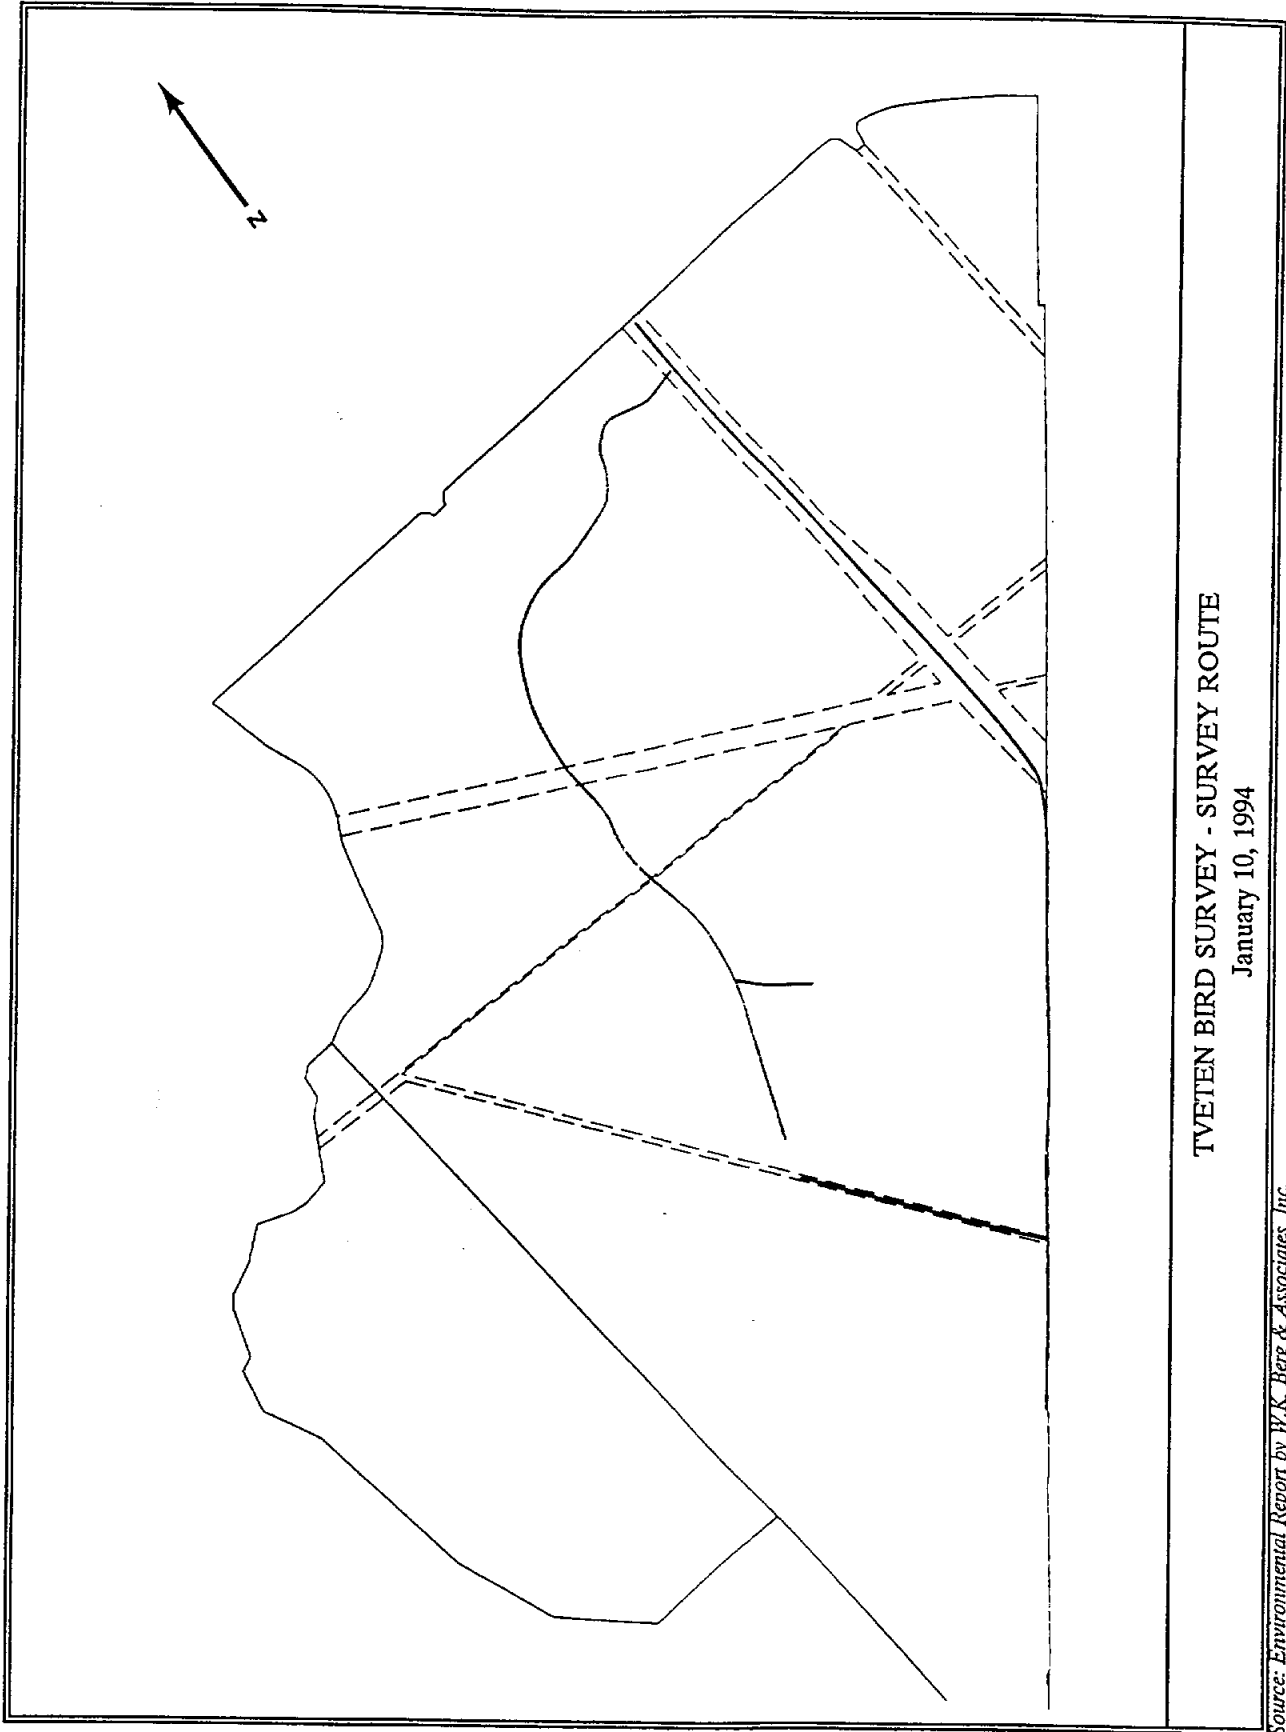 N
TVETEN BIRD SURVEY - SURVEY ROUTE
January 10, 1994
Source: Environmental Report by W.K. Berg & Associates, Inc.